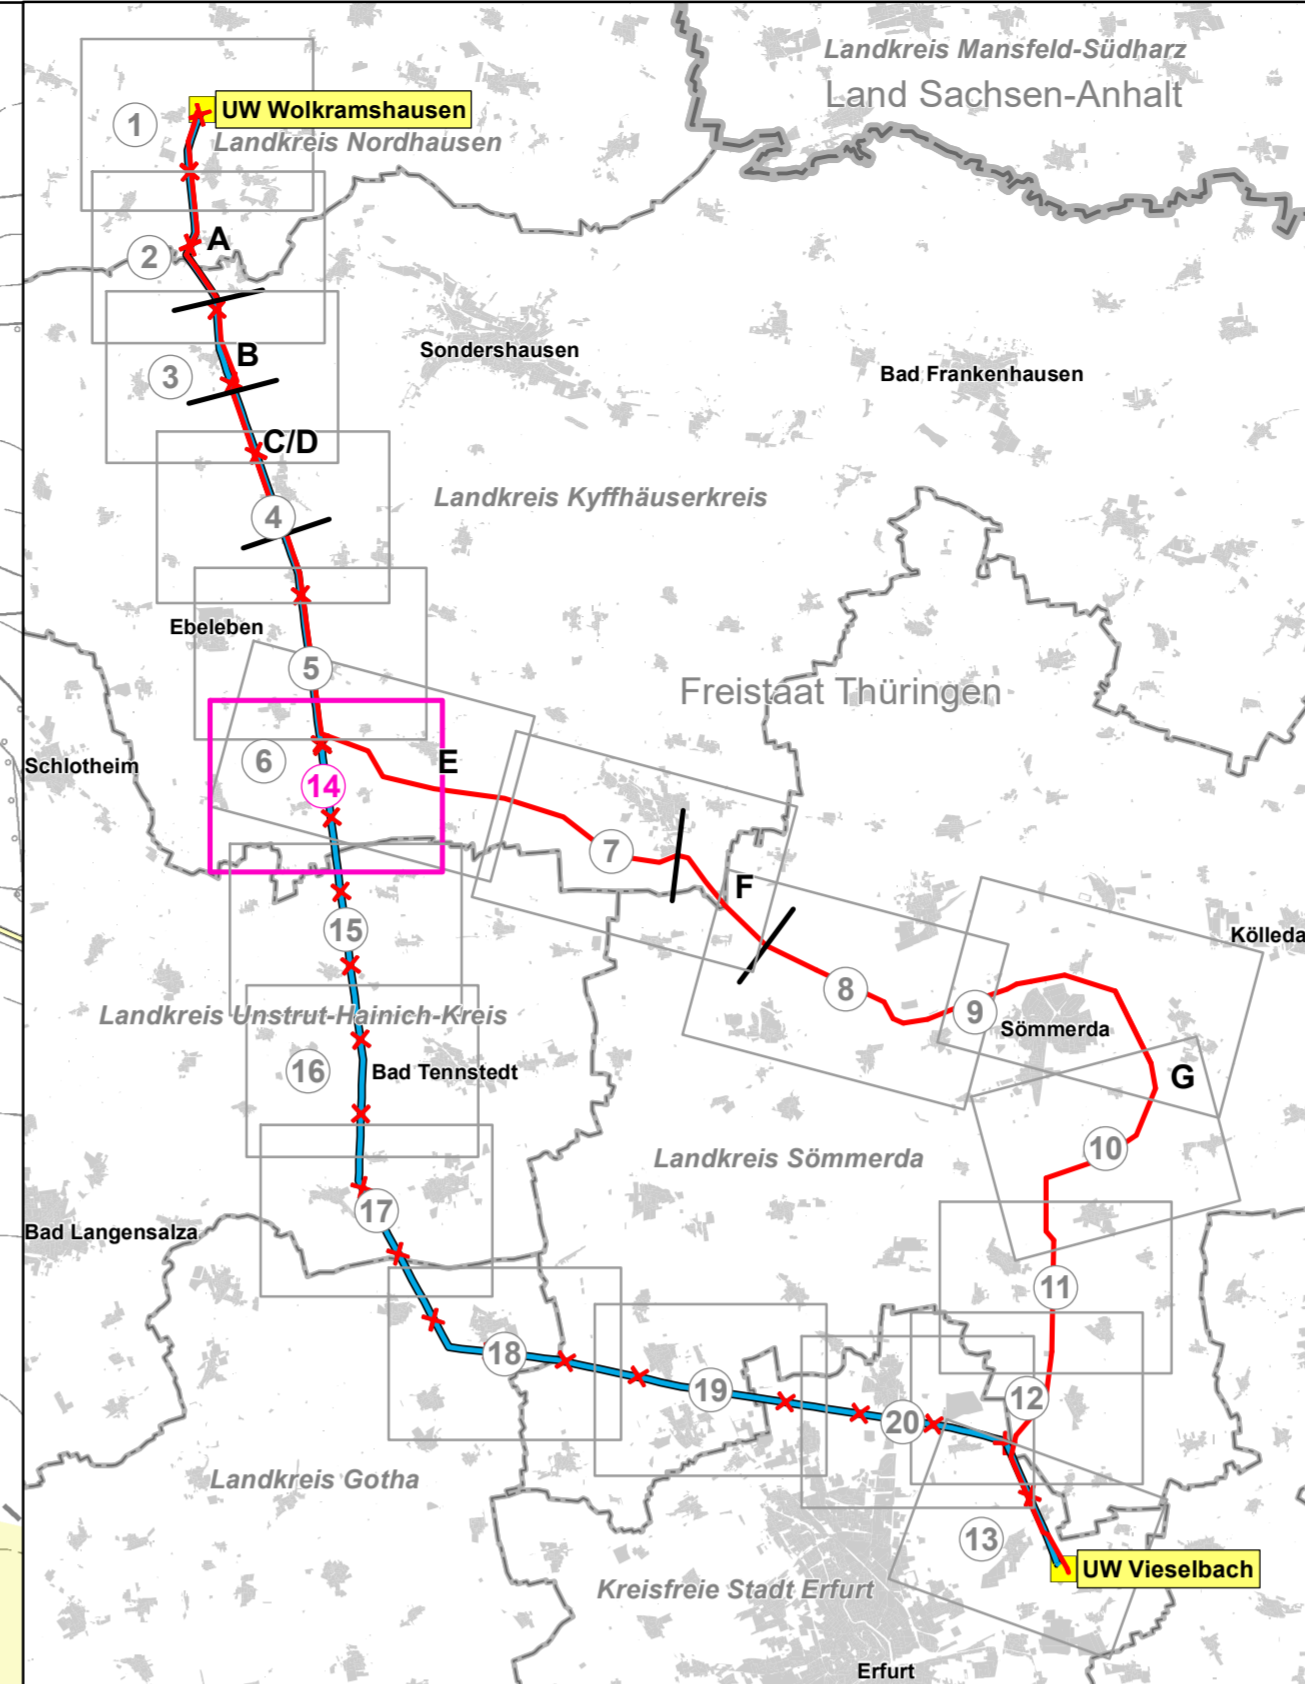 Landkreis Mansfeld-Südharz
Land Sachsen-Anhalt
UW Wolkramshausen
1
Landkreis Nordhausen
A
2
Sondershausen
B
3
Bad Frankenhausen
C/D
Landkreis Kyffhäuserkreis
4
Ebeleben
5
Freistaat Thüringen
Schlotheim
6
E
14
7
F
15
Kölleda
8
9
Landkreis Unstrut-Hainich-Kreis
Sömmerda
16
Bad Tennstedt
G
10
Landkreis Sömmerda
17
Bad Langensalza
11
18
19
12
20
Landkreis Gotha
13
UW Vieselbach
Kreisfreie Stadt Erfurt
Erfurt